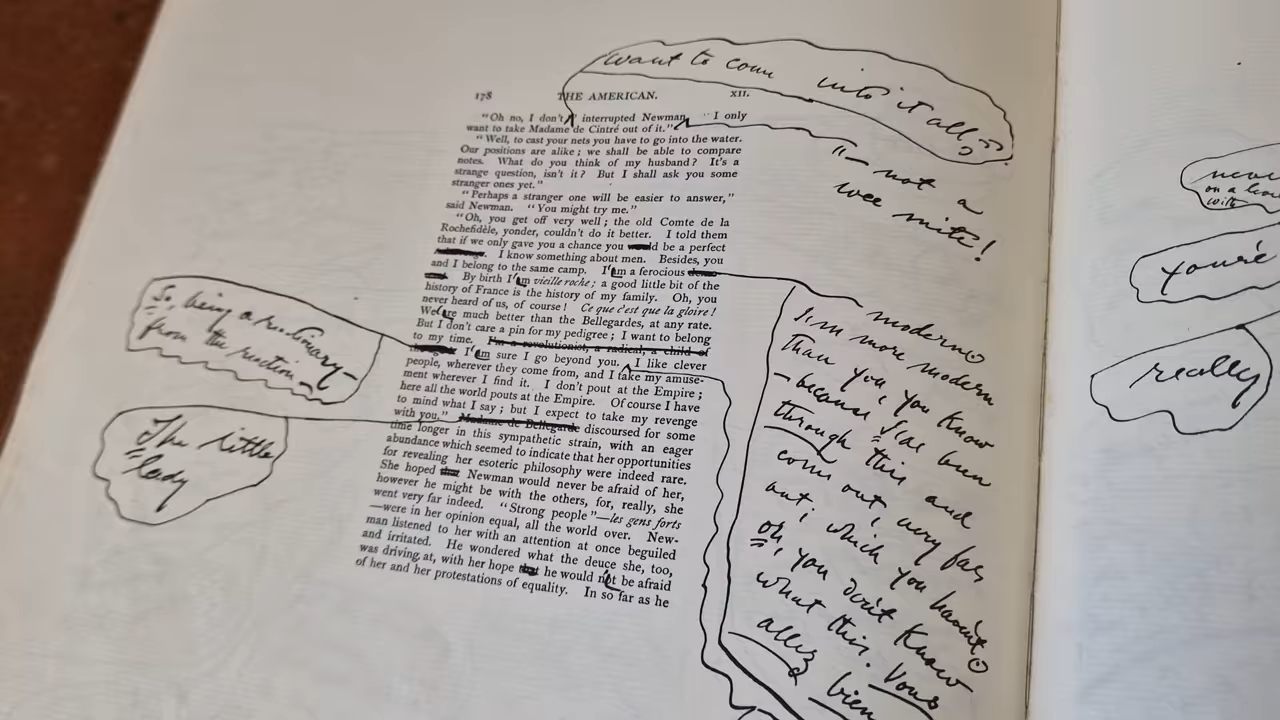 want to come into it all;
178 THE AMERICAN. XII.
"Oh no, I don't," interrupted Newman, "I only
want to take Madame de Cintré out of it."
"— not
a
wee mite!
"Well, to cast your nets you have to go into the water.
Our positions are alike; we shall be able to compare
notes. What do you think of my husband? It's a
strange question, isn't it? But I shall ask you some
stranger ones yet."
"Perhaps a stranger one will be easier to answer,"
said Newman. "You might try me."
"Oh, you get off very well; the old Comte de la
Rochefidèle, yonder, couldn't do it better. I told them
that if we only gave you a chance you would be a perfect
I know something about men. Besides, you
and I belong to the same camp. I'm a ferocious
By birth I'm vieille roche; a good little bit of the
history of France is the history of my family. Oh, you
never heard of us, of course! Ce que c'est que la gloire!
We're much better than the Bellegardes, at any rate.
But I don't care a pin for my pedigree; I want to belong
to my time. I'm a revolutionist, a radical, a child of
I'm sure I go beyond you. I like clever
people, wherever they come from, and I take my amuse-
ment wherever I find it. I don't pout at the Empire;
here all the world pouts at the Empire. Of course I have
to mind what I say; but I expect to take my revenge
with you." Madame de Bellegarde discoursed for some
time longer in this sympathetic strain, with an eager
abundance which seemed to indicate that her opportunities
for revealing her esoteric philosophy were indeed rare.
She hoped that Newman would never be afraid of her,
however he might be with the others, for, really, she
went very far indeed. "Strong people"—les gens forts
—were in her opinion equal, all the world over. New-
man listened to her with an attention at once beguiled
and irritated. He wondered what the deuce she, too,
was driving at, with her hope that he would not be afraid
of her and her protestations of equality. In so far as he
So, being a reactionary—
from the reaction—
The little
lady
modern.
I'm more modern
than you, you know
— because I've been
through this and
come out, very far
out; which you haven't.
oh, you don't know
what this. Vous
allez bien
never
on a
with
you're
really